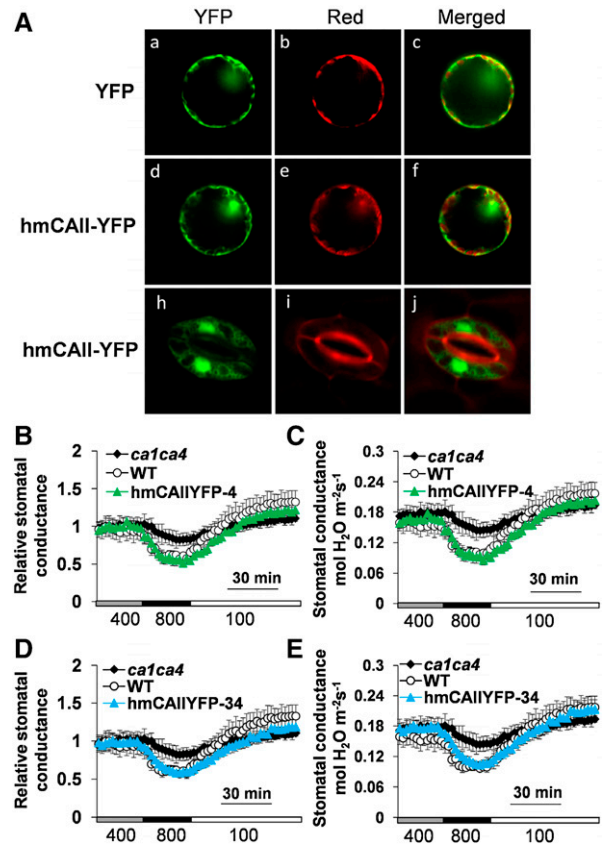 A
YFP
Red
Merged
YFP
a
b
c
hmCAII-YFP
d
e
f
hmCAII-YFP
h
i
j
B
Relative stomatal
conductance
2
1.5
1
0.5
0
ca1ca4
WT
hmCAIIYFP-4
30 min
400
800
100
C
Stomatal conductance
mol H₂O m⁻²s⁻¹
0.3
0.24
0.18
0.12
0.06
0
ca1ca4
WT
hmCAIIYFP-4
30 min
400
800
100
D
Relative stomatal
conductance
2
1.5
1
0.5
0
ca1ca4
WT
hmCAIIYFP-34
30 min
400
800
100
E
Stomatal conductance
mol H₂O m⁻²s⁻¹
0.3
0.24
0.18
0.12
0.06
0
ca1ca4
WT
hmCAIIYFP-34
30 min
400
800
100